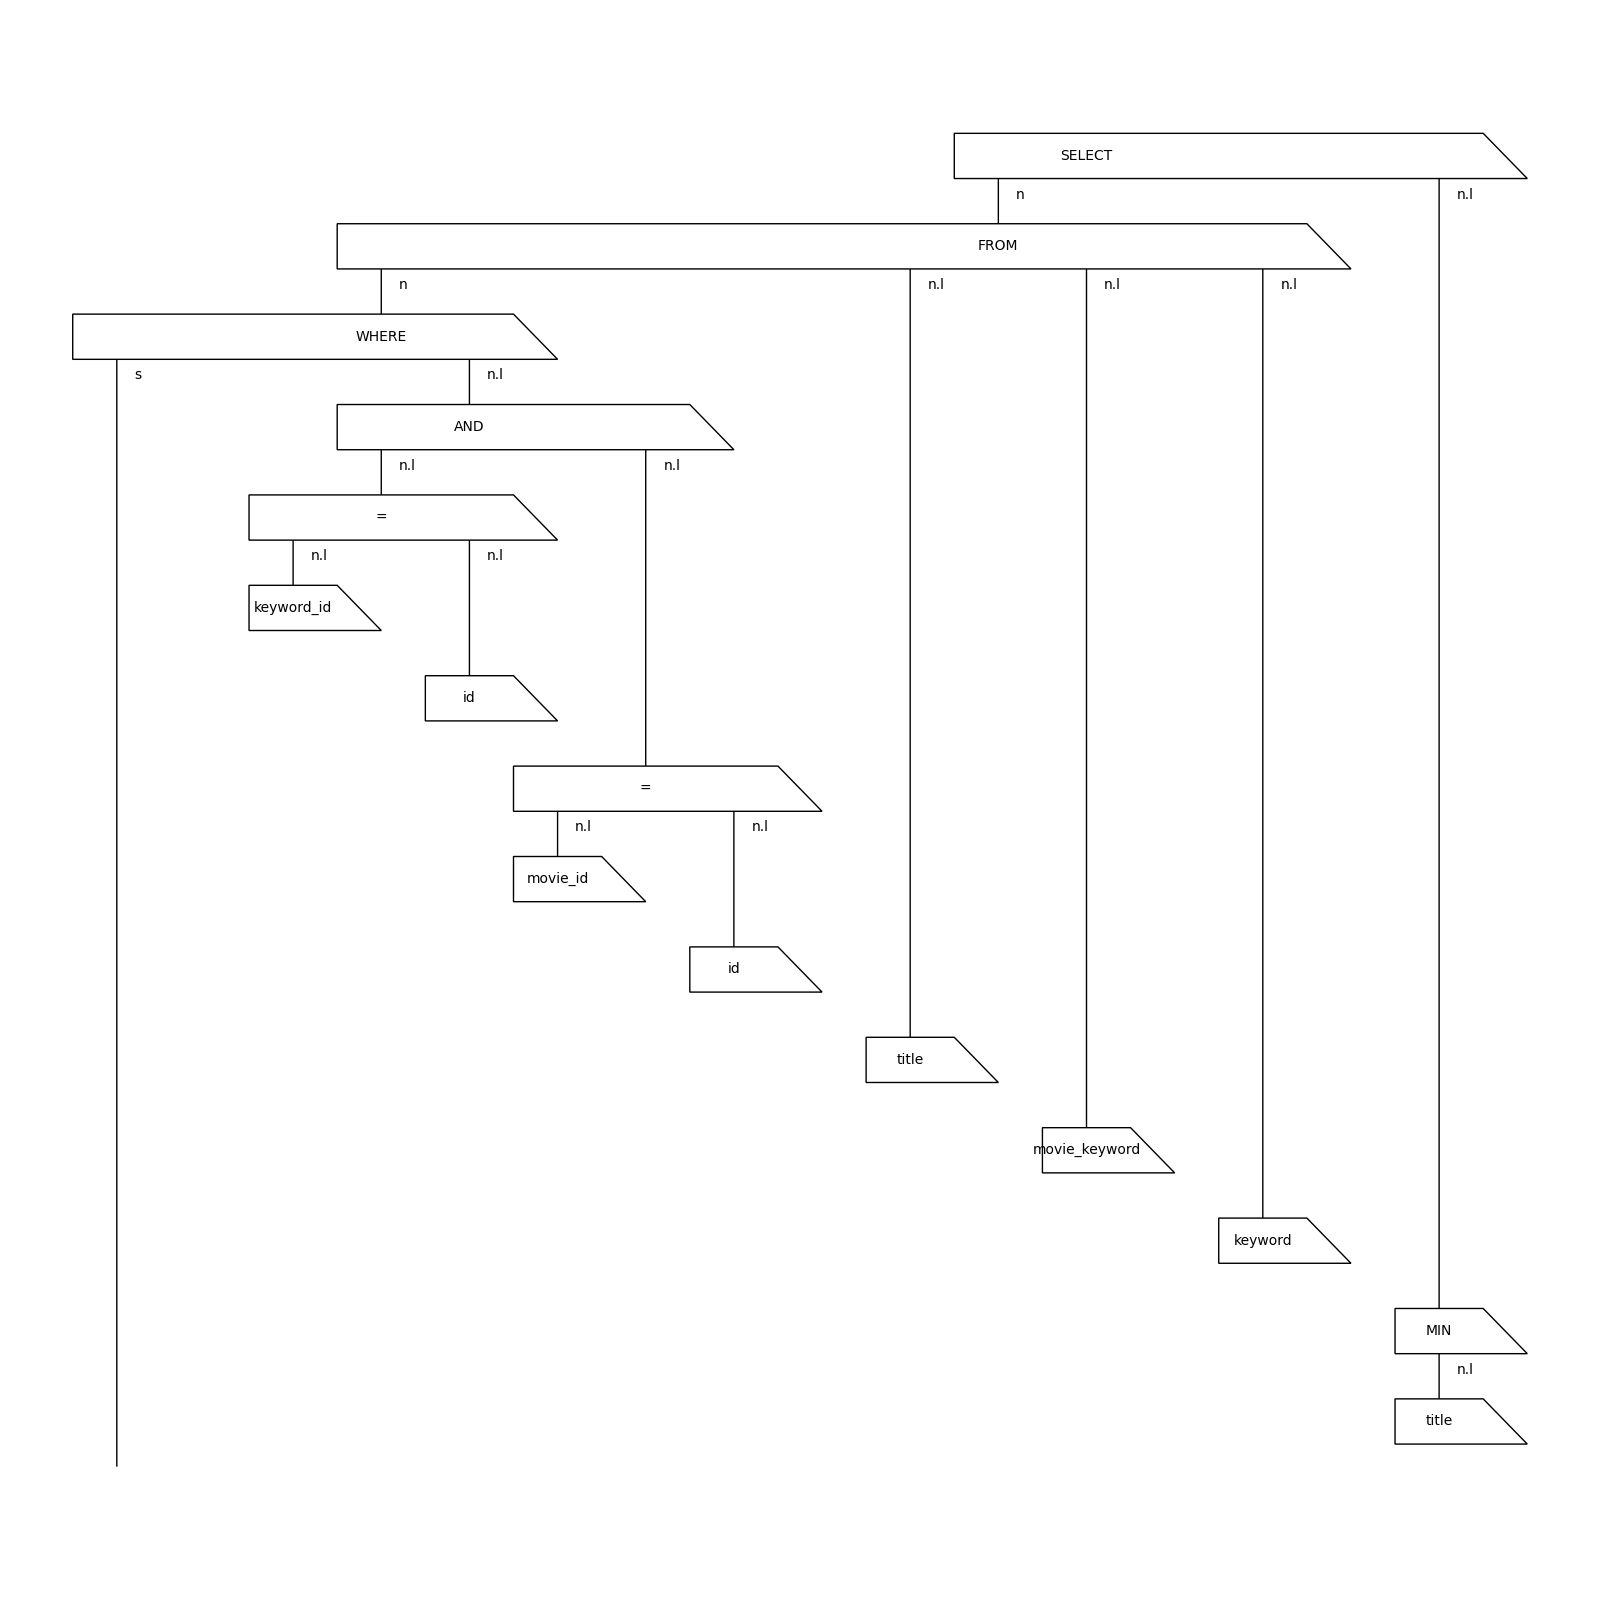 SELECT
n n.l
FROM
n n.l n.l n.l
WHERE
s n.l
AND
n.l n.l
=
n.l n.l
keyword_id
id
=
n.l n.l
movie_id
id
title
movie_keyword
keyword
MIN
n.l
title